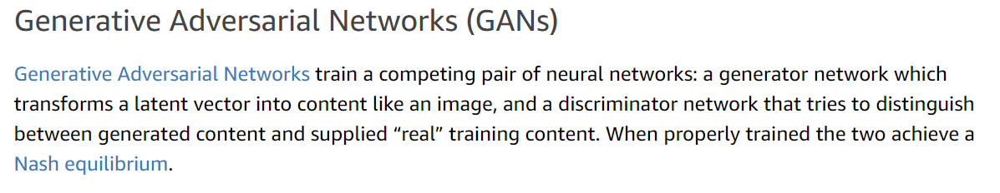 Generative Adversarial Networks (GANs)
Generative Adversarial Networks train a competing pair of neural networks: a generator network which
transforms a latent vector into content like an image, and a discriminator network that tries to distinguish
between generated content and supplied “real” training content. When properly trained the two achieve a
Nash equilibrium.